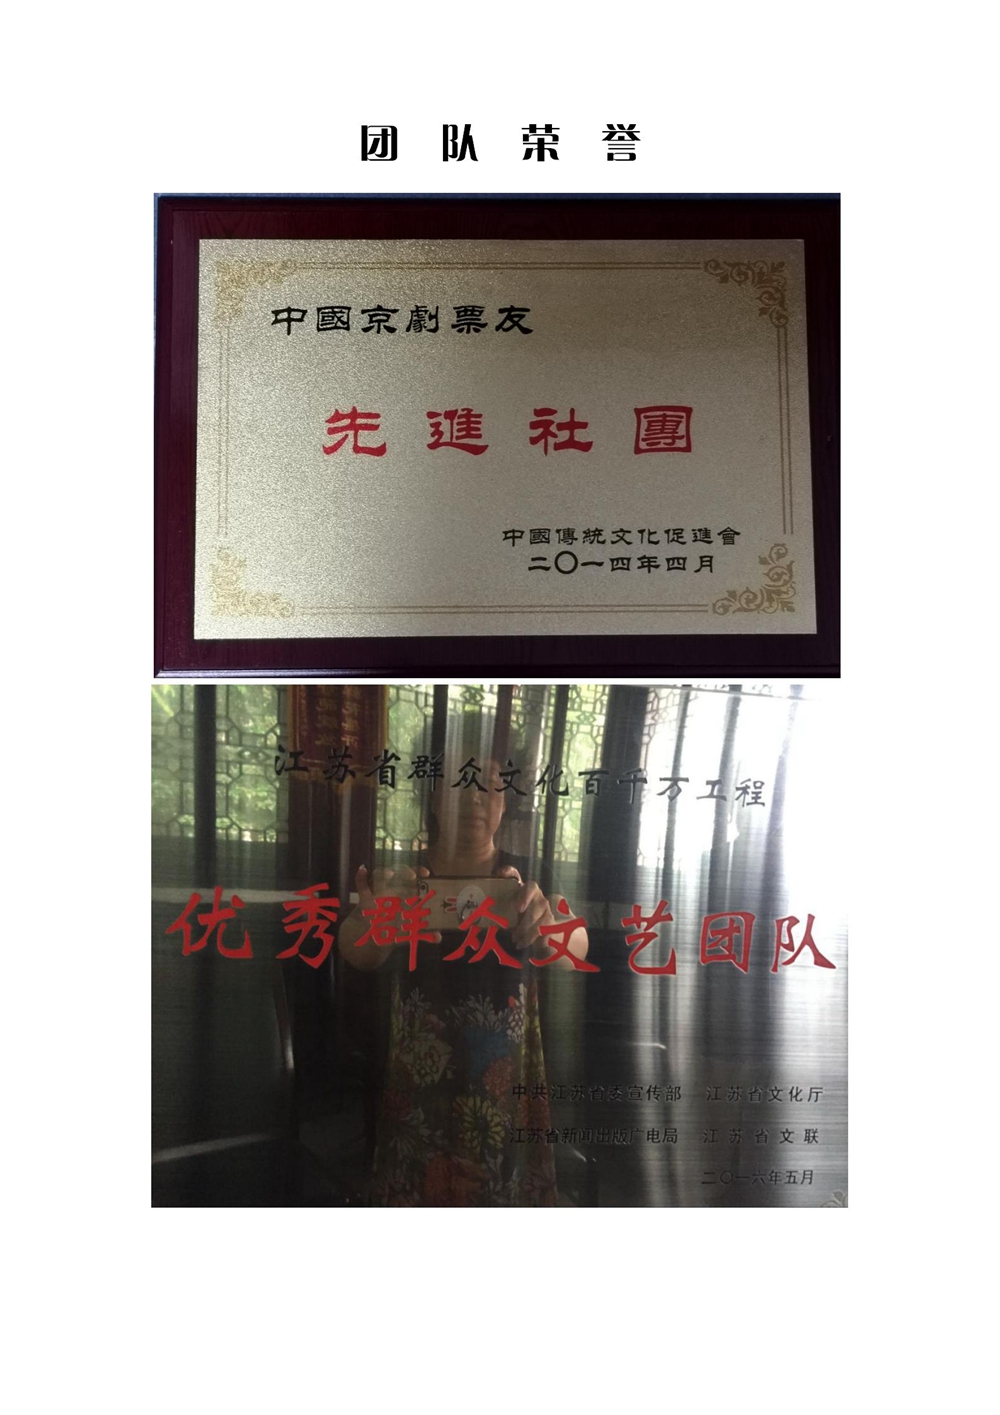 团队荣誉
中國京劇票友
先進社團
中國傳統文化促進會
二〇一四年四月
江苏省群众文化百千万工程
优秀群众文艺团队
中共江苏省委宣传部 江苏省文化厅
江苏省新闻出版广电局 江苏省文联
二〇一六年五月